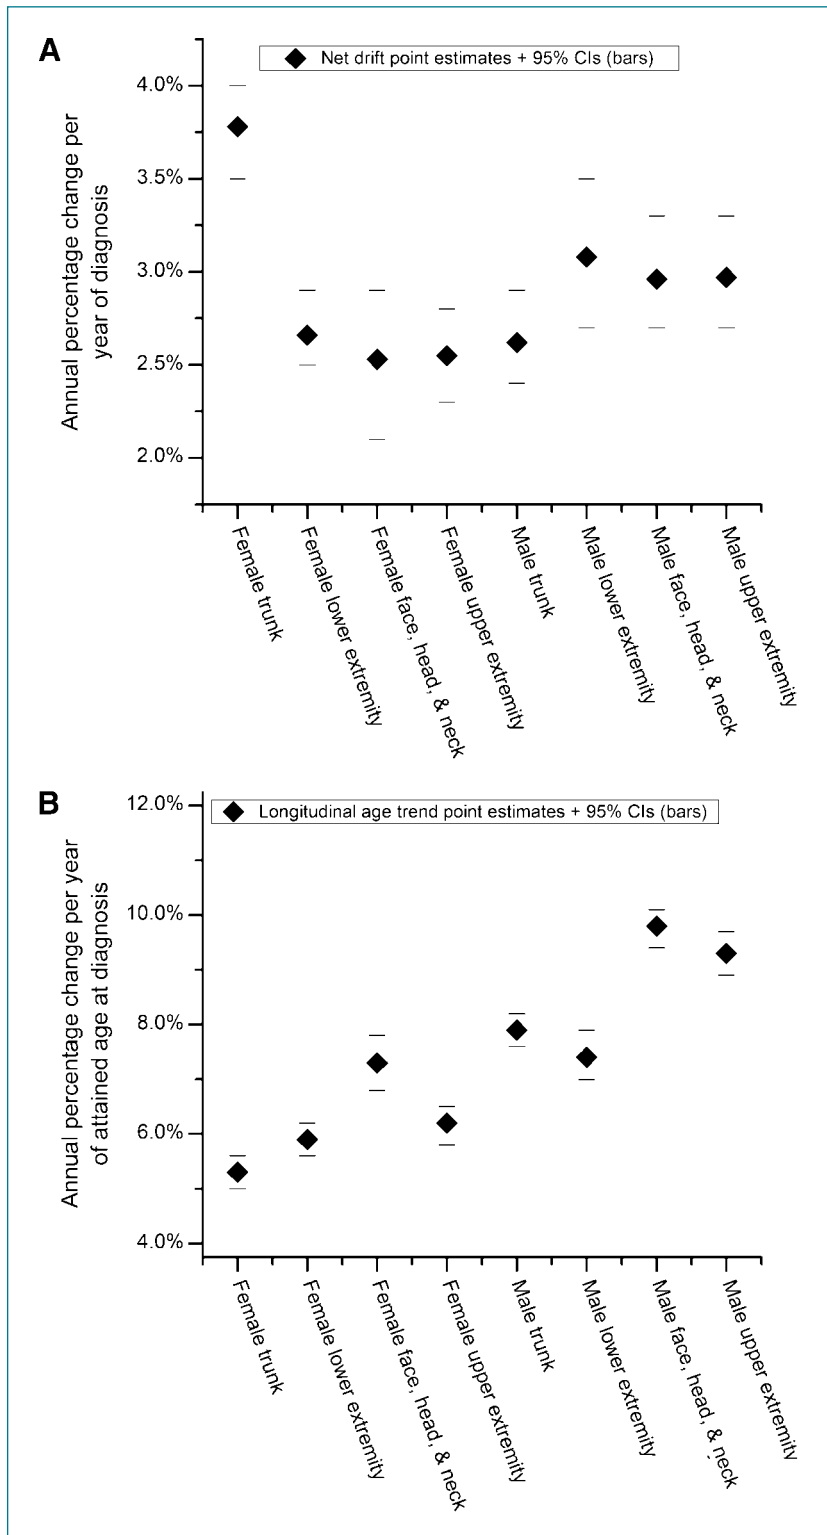 A
Net drift point estimates + 95% CIs (bars)
Annual percentage change per
year of diagnosis
4.0%
3.5%
3.0%
2.5%
2.0%
Female trunk
Female lower extremity
Female face, head, & neck
Female upper extremity
Male trunk
Male lower extremity
Male face, head, & neck
Male upper extremity
B
Longitudinal age trend point estimates + 95% CIs (bars)
Annual percentage change per year
of attained age at diagnosis
12.0%
10.0%
8.0%
6.0%
4.0%
Female trunk
Female lower extremity
Female face, head, & neck
Female upper extremity
Male trunk
Male lower extremity
Male face, head, & neck
Male upper extremity